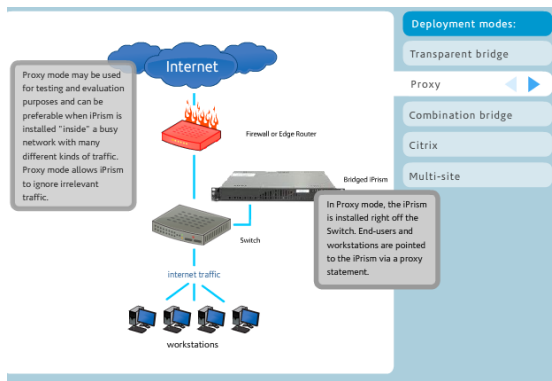 Internet
Proxy mode may be used
for testing and evaluation
purposes and can be
preferable when iPrism is
installed "inside" a busy
network with many
different kinds of traffic.
Proxy mode allows iPrism
to ignore irrelevant
traffic.
Firewall or Edge Router
Bridged iPrism
In Proxy mode, the iPrism
is installed right off the
Switch. End-users and
workstations are pointed
to the iPrism via a proxy
statement.
Switch
internet traffic
workstations
Deployment modes:
Transparent bridge
Proxy
Combination bridge
Citrix
Multi-site